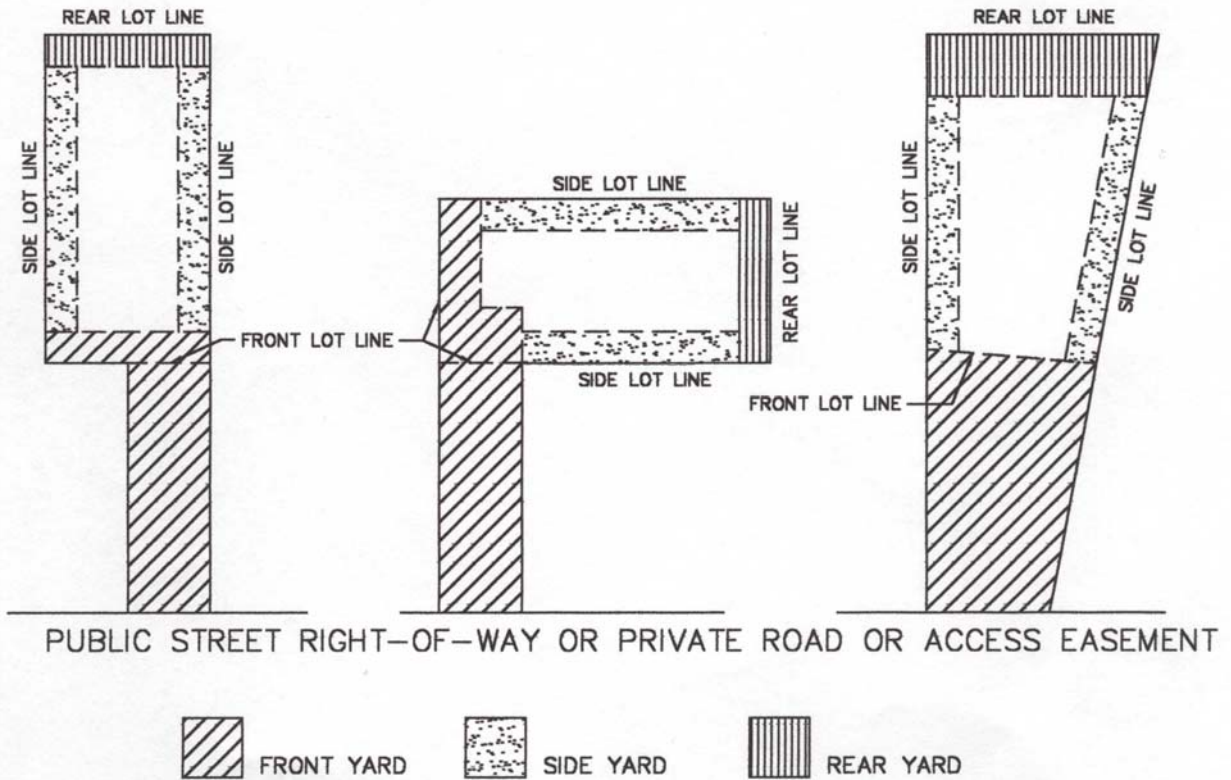 REAR LOT LINE
REAR LOT LINE
SIDE LOT LINE
SIDE LOT LINE
SIDE LOT LINE
SIDE LOT LINE
SIDE LOT LINE
REAR LOT LINE
FRONT LOT LINE
SIDE LOT LINE
FRONT LOT LINE
PUBLIC STREET RIGHT-OF-WAY OR PRIVATE ROAD OR ACCESS EASEMENT
FRONT YARD
SIDE YARD
REAR YARD